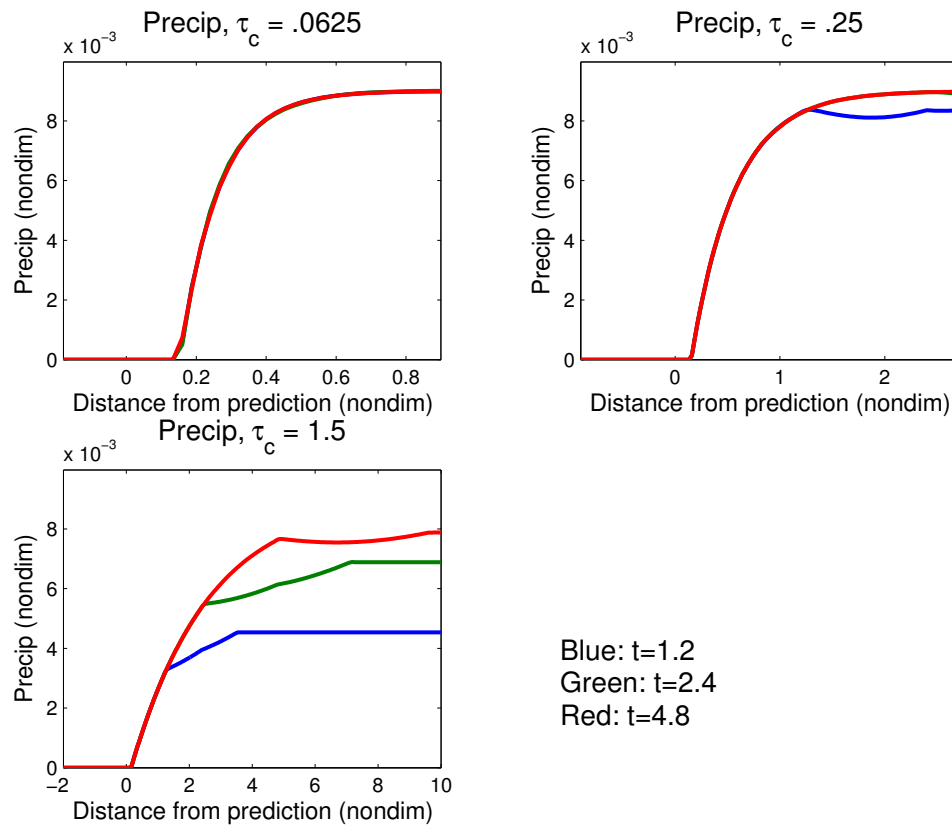 Precip, τc = .0625
x 10−3
8
6
4
2
0
Precip (nondim)
0 0.2 0.4 0.6 0.8
Distance from prediction (nondim)
Precip, τc = .25
x 10−3
8
6
4
2
0
Precip (nondim)
0 1 2
Distance from prediction (nondim)
Precip, τc = 1.5
x 10−3
8
6
4
2
0
Precip (nondim)
−2 0 2 4 6 8 10
Distance from prediction (nondim)
Blue: t=1.2
Green: t=2.4
Red: t=4.8